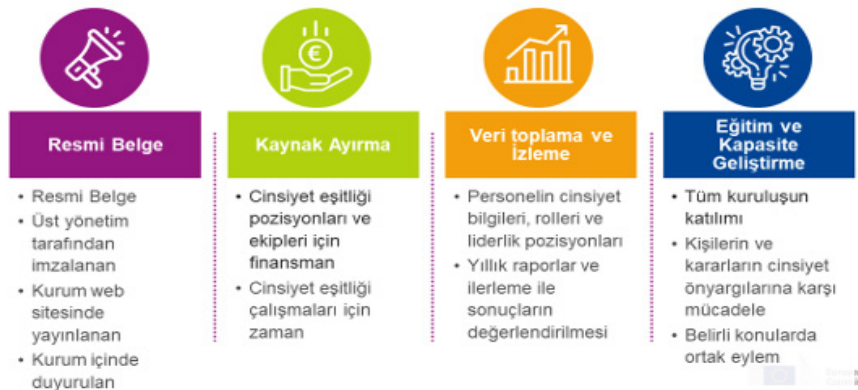 Resmi Belge
• Resmi Belge
• Üst yönetim
tarafından
imzalanan
• Kurum web
sitesinde
yayınlanan
• Kurum içinde
duyurulan
Kaynak Ayırma
• Cinsiyet eşitliği
pozisyonları ve
ekipleri için
finansman
• Cinsiyet eşitliği
çalışmaları için
zaman
Veri toplama ve
İzleme
• Personelin cinsiyet
bilgileri, rolleri ve
liderlik pozisyonları
• Yıllık raporlar ve
ilerleme ile
sonuçların
değerlendirilmesi
Eğitim ve
Kapasite
Geliştirme
• Tüm kuruluşun
katılımı
• Kişilerin ve
kararların cinsiyet
önyargılarına karşı
mücadele
• Belirli konularda
ortak eylem